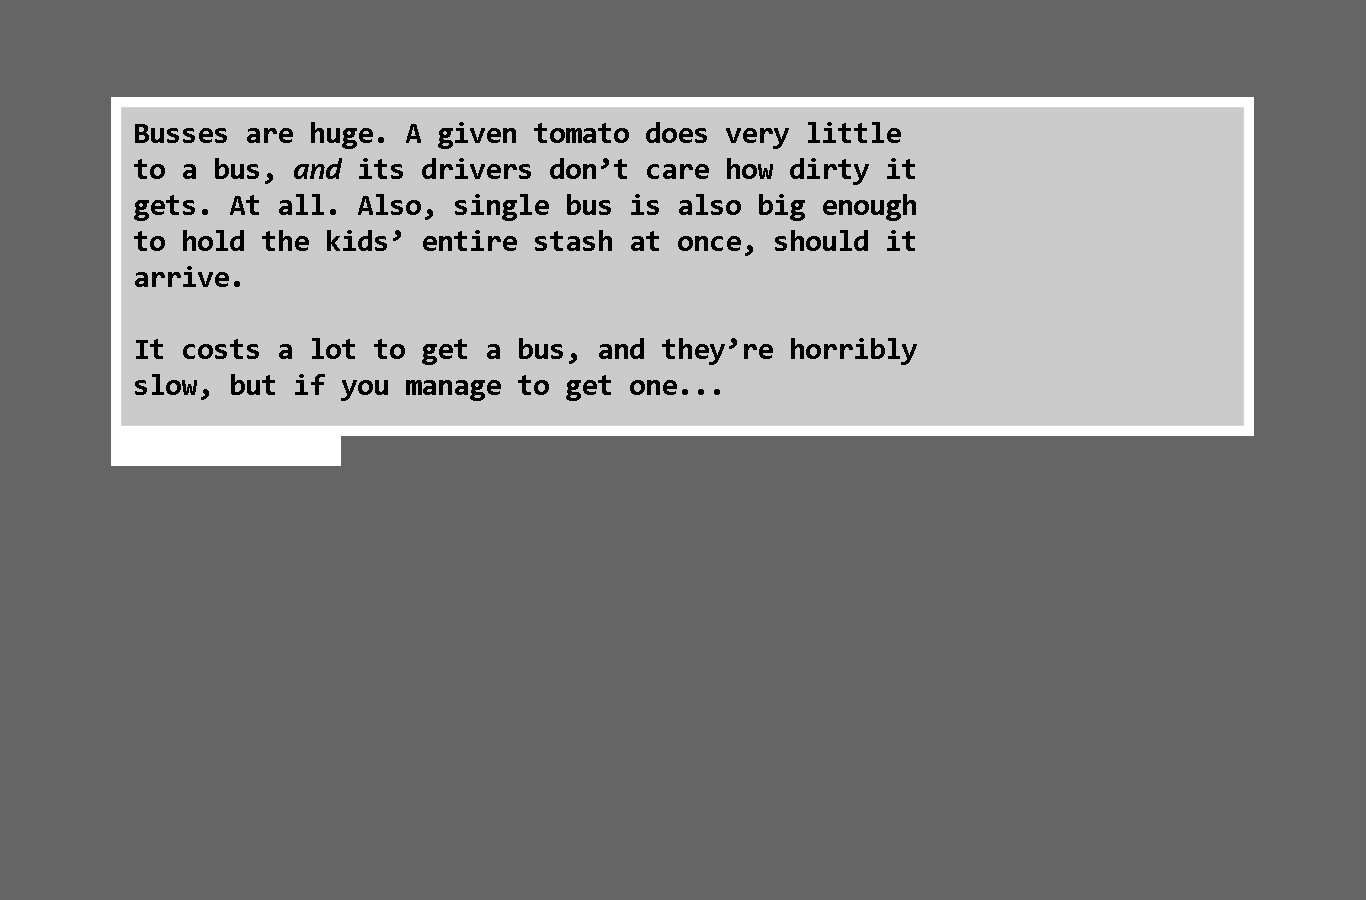 Busses are huge. A given tomato does very little
to a bus, and its drivers don’t care how dirty it
gets. At all. Also, single bus is also big enough
to hold the kids’ entire stash at once, should it
arrive.
It costs a lot to get a bus, and they’re horribly
slow, but if you manage to get one...